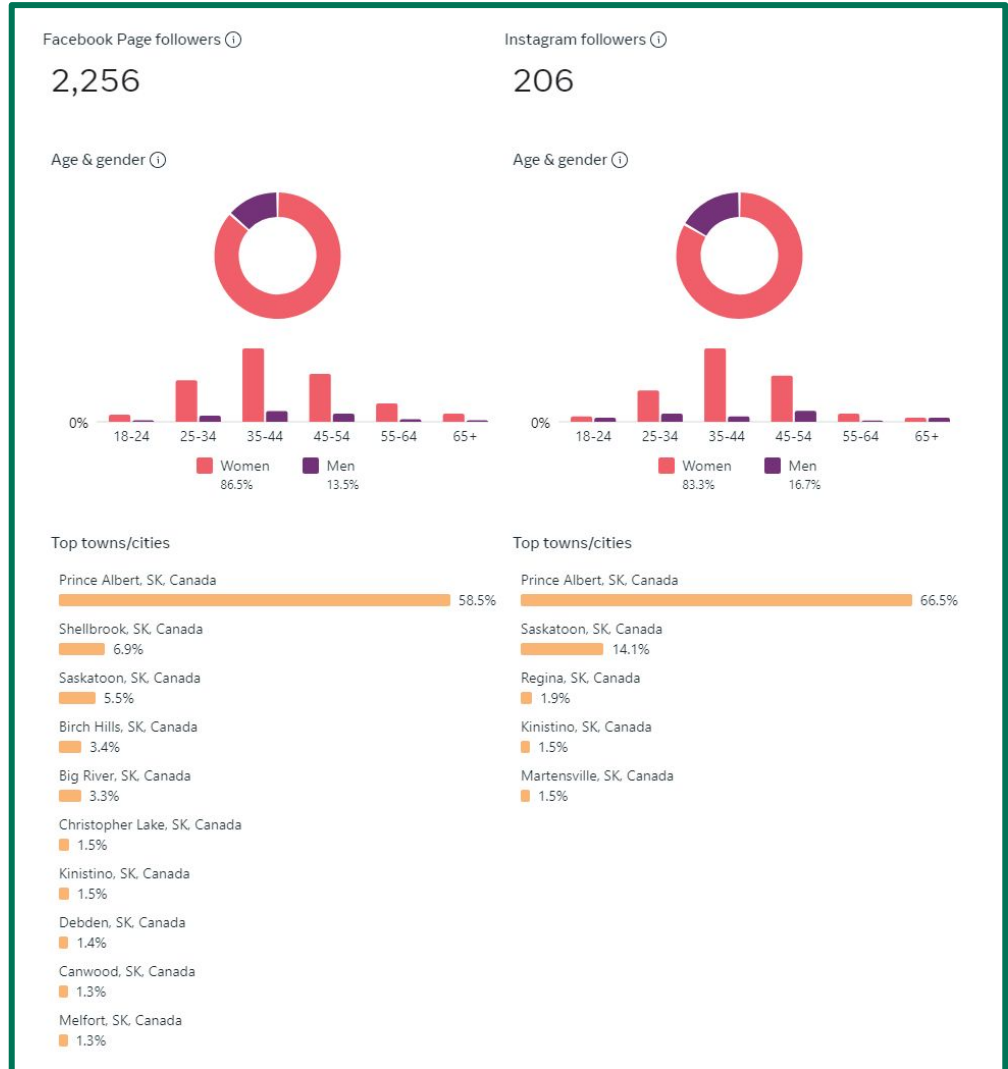 Facebook Page followers ⓘ
2,256
Age & gender ⓘ
0%
18-24 25-34 35-44 45-54 55-64 65+
Women Men
86.5% 13.5%
Top towns/cities
Prince Albert, SK, Canada
58.5%
Shellbrook, SK, Canada
6.9%
Saskatoon, SK, Canada
5.5%
Birch Hills, SK, Canada
3.4%
Big River, SK, Canada
3.3%
Christopher Lake, SK, Canada
1.5%
Kinistino, SK, Canada
1.5%
Debden, SK, Canada
1.4%
Canwood, SK, Canada
1.3%
Melfort, SK, Canada
1.3%
Instagram followers ⓘ
206
Age & gender ⓘ
0%
18-24 25-34 35-44 45-54 55-64 65+
Women Men
83.3% 16.7%
Top towns/cities
Prince Albert, SK, Canada
66.5%
Saskatoon, SK, Canada
14.1%
Regina, SK, Canada
1.9%
Kinistino, SK, Canada
1.5%
Martensville, SK, Canada
1.5%